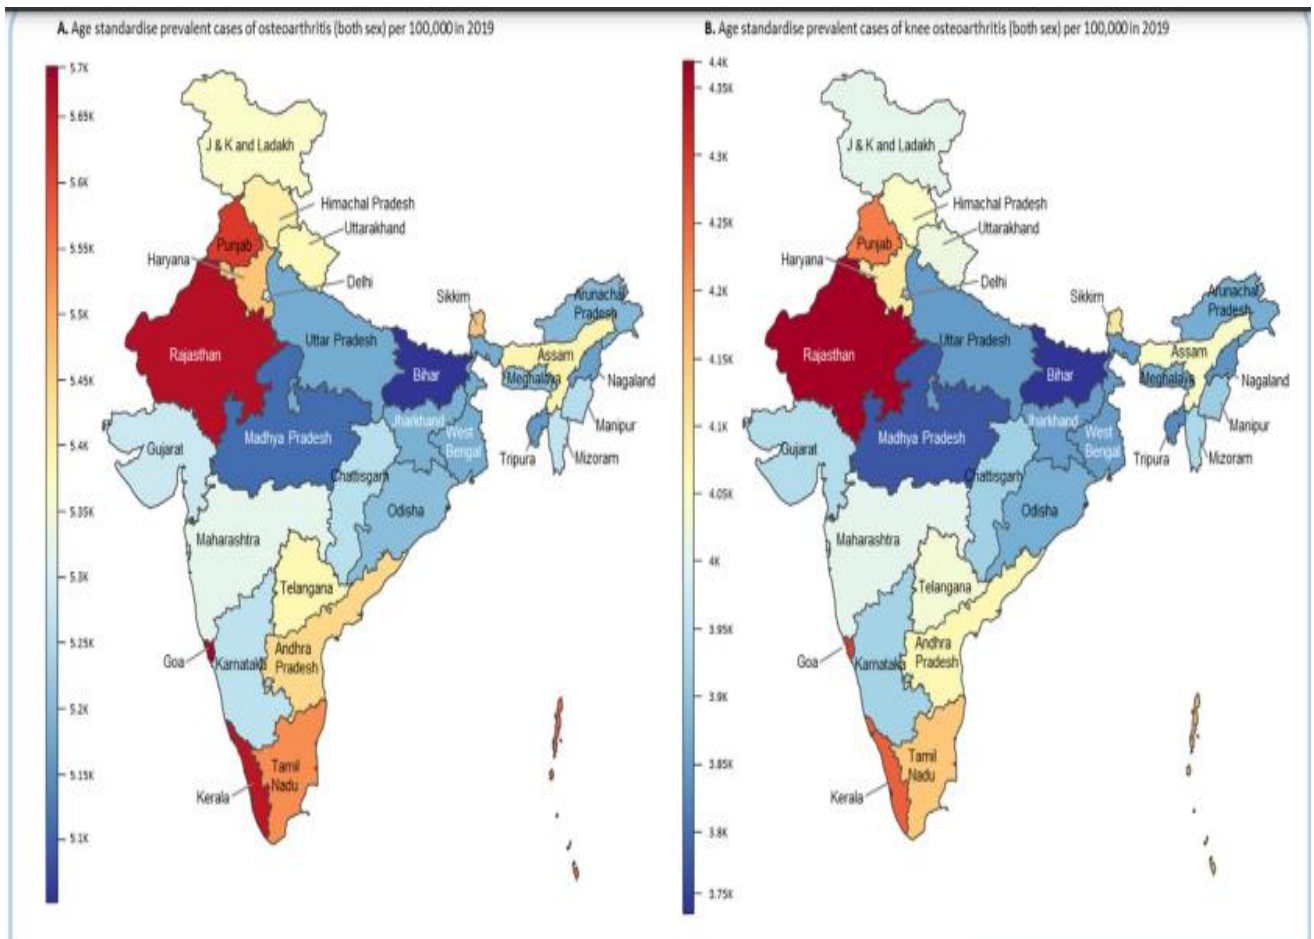 A. Age standardise prevalent cases of osteoarthritis (both sex) per 100,000 in 2019
5.7K
5.65K
5.6K
5.55K
5.5K
5.45K
5.4K
5.35K
5.3K
5.25K
5.2K
5.15K
5.1K
J & K and Ladakh
Himachal Pradesh
Uttarakhand
Punjab
Haryana
Delhi
Sikkim
Arunachal
Pradesh
Rajasthan
Uttar Pradesh
Bihar
Assam
Meghalaya
Nagaland
Manipur
Mizoram
Tripura
Jharkhand
West
Bengal
Gujarat
Madhya Pradesh
Chattisgarh
Odisha
Maharashtra
Telangana
Goa
Karnataka
Andhra
Pradesh
Tamil
Nadu
Kerala
B. Age standardise prevalent cases of knee osteoarthritis (both sex) per 100,000 in 2019
4.4K
4.35K
4.3K
4.25K
4.2K
4.15K
4.1K
4.05K
4K
3.95K
3.9K
3.85K
3.8K
3.75K
J & K and Ladakh
Himachal Pradesh
Uttarakhand
Punjab
Haryana
Delhi
Sikkim
Arunachal
Pradesh
Rajasthan
Uttar Pradesh
Bihar
Assam
Meghalaya
Nagaland
Manipur
Mizoram
Tripura
Jharkhand
West
Bengal
Gujarat
Madhya Pradesh
Chattisgarh
Odisha
Maharashtra
Telangana
Goa
Karnataka
Andhra
Pradesh
Tamil
Nadu
Kerala